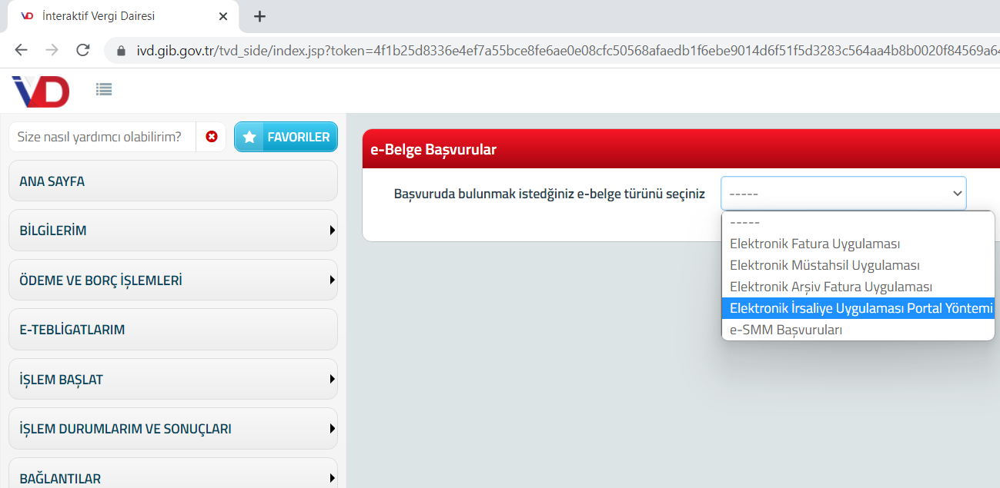 İnteraktif Vergi Dairesi
ivd.gib.gov.tr/tvd_side/index.jsp?token=4f1b25d8336e4ef7a55bce8fe6ae0e08cfc50568afaedb1f6ebe9014d6f51f5d3283c564aa4b8b0020f84569a64
İVD
Size nasıl yardımcı olabilirim?
FAVORILER
ANA SAYFA
BİLGİLERİM
ÖDEME VE BORÇ İŞLEMLERİ
E-TEBLİGATLARIM
İŞLEM BAŞLAT
İŞLEM DURUMLARIM VE SONUÇLARI
BAĞLANTILAR
e-Belge Başvurular
Başvuruda bulunmak istedğiniz e-belge türünü seçiniz
-----
-----
Elektronik Fatura Uygulaması
Elektronik Müstahsil Uygulaması
Elektronik Arşiv Fatura Uygulaması
Elektronik İrsaliye Uygulaması Portal Yöntemi
e-SMM Başvuruları